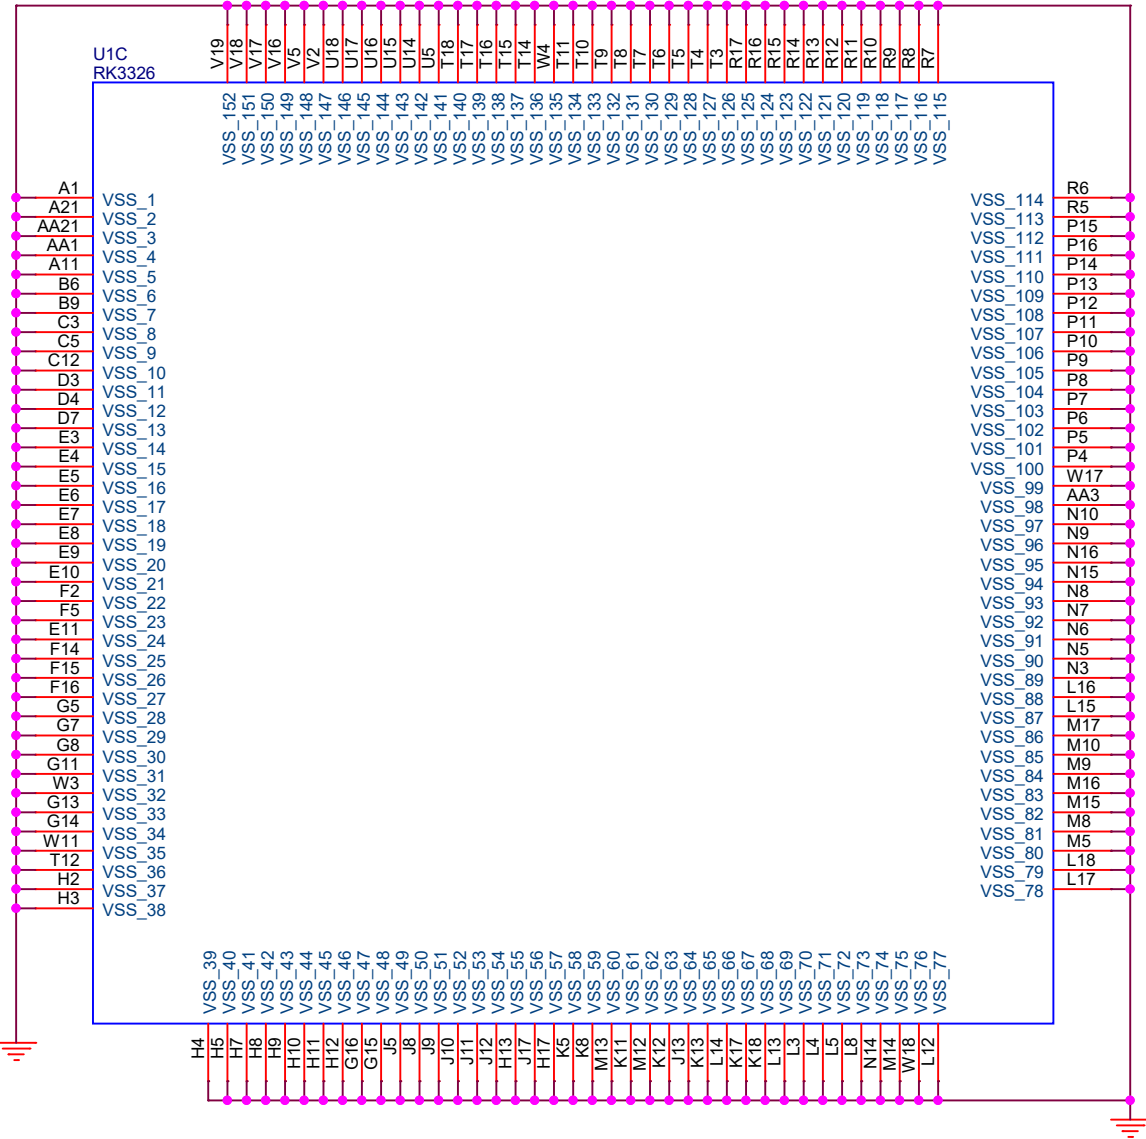 U1C
RK3326
V19 V18 V17 V16 V5 V2 U18 U17 U16 U15 U14 U5 T18 T17 T16 T15 T14 W4 T11 T10 T9 T8 T7 T6 T5 T4 T3 R17 R16 R15 R14 R13 R12 R11 R10 R9 R8 R7
VSS_152 VSS_151 VSS_150 VSS_149 VSS_148 VSS_147 VSS_146 VSS_145 VSS_144 VSS_143 VSS_142 VSS_141 VSS_140 VSS_139 VSS_138 VSS_137 VSS_136 VSS_135 VSS_134 VSS_133 VSS_132 VSS_131 VSS_130 VSS_129 VSS_128 VSS_127 VSS_126 VSS_125 VSS_124 VSS_123 VSS_122 VSS_121 VSS_120 VSS_119 VSS_118 VSS_117 VSS_116 VSS_115
A1 VSS_1 VSS_114 R6
A21 VSS_2 VSS_113 R5
AA21 VSS_3 VSS_112 P15
AA1 VSS_4 VSS_111 P16
A11 VSS_5 VSS_110 P14
B6 VSS_6 VSS_109 P13
B9 VSS_7 VSS_108 P12
C3 VSS_8 VSS_107 P11
C5 VSS_9 VSS_106 P10
C12 VSS_10 VSS_105 P9
D3 VSS_11 VSS_104 P8
D4 VSS_12 VSS_103 P7
D7 VSS_13 VSS_102 P6
E3 VSS_14 VSS_101 P5
E4 VSS_15 VSS_100 P4
E5 VSS_16 VSS_99 W17
E6 VSS_17 VSS_98 AA3
E7 VSS_18 VSS_97 N10
E8 VSS_19 VSS_96 N9
E9 VSS_20 VSS_95 N16
E10 VSS_21 VSS_94 N15
F2 VSS_22 VSS_93 N8
F5 VSS_23 VSS_92 N7
E11 VSS_24 VSS_91 N6
F14 VSS_25 VSS_90 N5
F15 VSS_26 VSS_89 N3
F16 VSS_27 VSS_88 L16
G5 VSS_28 VSS_87 L15
G7 VSS_29 VSS_86 M17
G8 VSS_30 VSS_85 M10
G11 VSS_31 VSS_84 M9
W3 VSS_32 VSS_83 M16
G13 VSS_33 VSS_82 M15
G14 VSS_34 VSS_81 M8
W11 VSS_35 VSS_80 M5
T12 VSS_36 VSS_79 L18
H2 VSS_37 VSS_78 L17
H3 VSS_38
VSS_39 VSS_40 VSS_41 VSS_42 VSS_43 VSS_44 VSS_45 VSS_46 VSS_47 VSS_48 VSS_49 VSS_50 VSS_51 VSS_52 VSS_53 VSS_54 VSS_55 VSS_56 VSS_57 VSS_58 VSS_59 VSS_60 VSS_61 VSS_62 VSS_63 VSS_64 VSS_65 VSS_66 VSS_67 VSS_68 VSS_69 VSS_70 VSS_71 VSS_72 VSS_73 VSS_74 VSS_75 VSS_76 VSS_77
H4 H5 H7 H8 H9 H10 H11 H12 G16 G15 J5 J8 J9 J10 J11 J12 H13 J17 H17 K5 K8 M13 K11 M12 K12 J13 K13 L14 K17 K18 L13 L3 L4 L5 L8 N14 M14 W18 L12